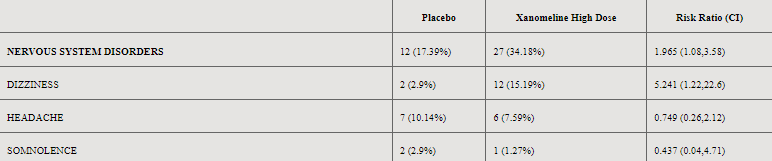 Placebo Xanomeline High Dose Risk Ratio (CI)
NERVOUS SYSTEM DISORDERS 12 (17.39%) 27 (34.18%) 1.965 (1.08,3.58)
DIZZINESS 2 (2.9%) 12 (15.19%) 5.241 (1.22,22.6)
HEADACHE 7 (10.14%) 6 (7.59%) 0.749 (0.26,2.12)
SOMNOLENCE 2 (2.9%) 1 (1.27%) 0.437 (0.04,4.71)